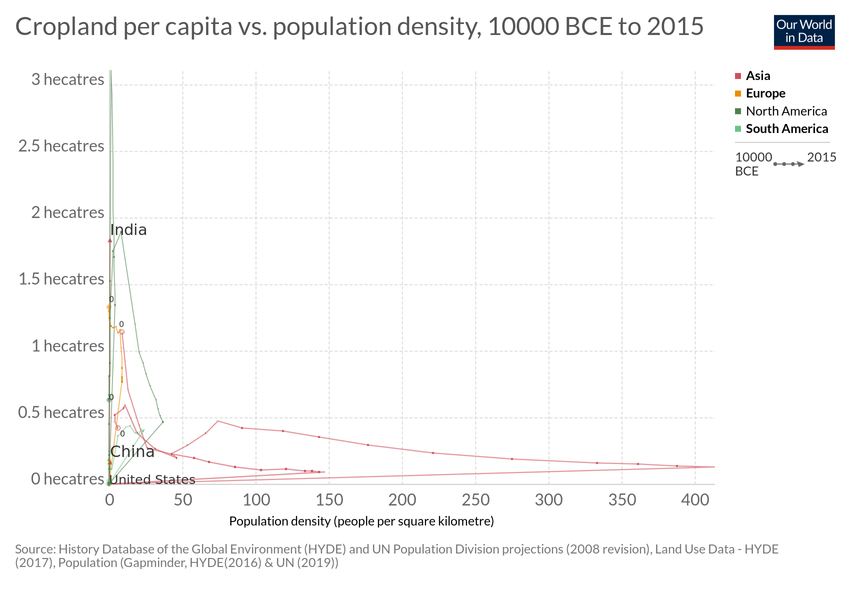 Cropland per capita vs. population density, 10000 BCE to 2015
Our World
in Data
3 hecatres
2.5 hecatres
2 hecatres
1.5 hecatres
1 hecatres
0.5 hecatres
0 hecatres
India
0
0
0
0
China
United States
0
50
100
150
200
250
300
350
400
Population density (people per square kilometre)
Asia
Europe
North America
South America
10000
BCE
2015
Source: History Database of the Global Environment (HYDE) and UN Population Division projections (2008 revision), Land Use Data - HYDE
(2017), Population (Gapminder, HYDE(2016) & UN (2019))